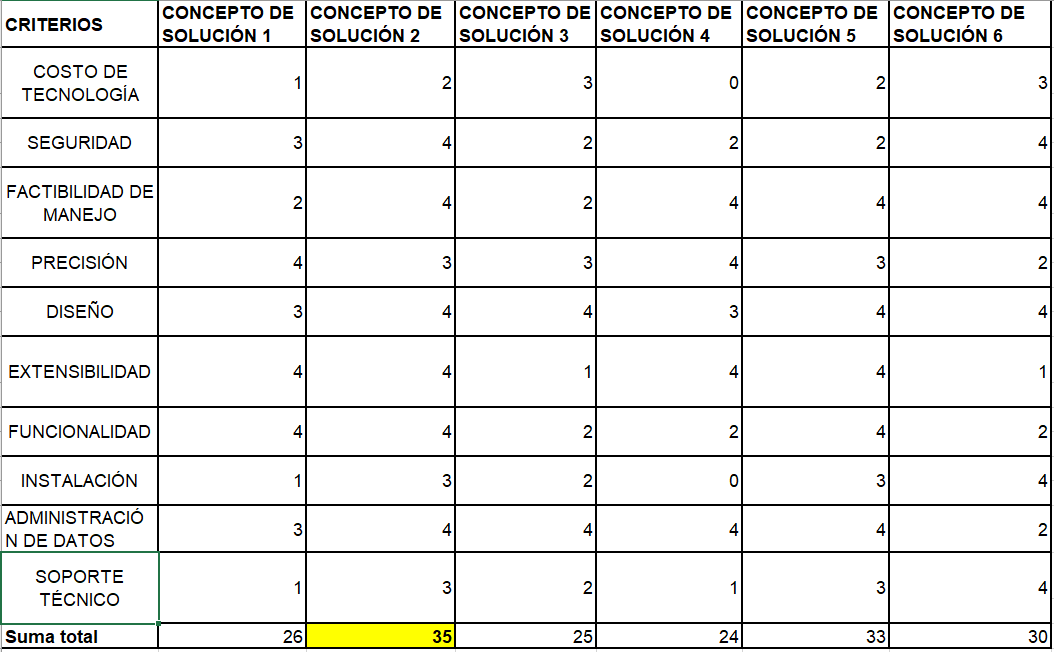 CRITERIOS CONCEPTO DE SOLUCIÓN 1 CONCEPTO DE SOLUCIÓN 2 CONCEPTO DE SOLUCIÓN 3 CONCEPTO DE SOLUCIÓN 4 CONCEPTO DE SOLUCIÓN 5 CONCEPTO DE SOLUCIÓN 6
COSTO DE TECNOLOGÍA 1 2 3 0 2 3
SEGURIDAD 3 4 2 2 2 4
FACTIBILIDAD DE MANEJO 2 4 2 4 4 4
PRECISIÓN 4 3 3 4 3 2
DISEÑO 3 4 4 3 4 4
EXTENSIBILIDAD 4 4 1 4 4 1
FUNCIONALIDAD 4 4 2 2 4 2
INSTALACIÓN 1 3 2 0 3 4
ADMINISTRACIÓN DE DATOS 3 4 4 4 4 2
SOPORTE TÉCNICO 1 3 2 1 3 4
Suma total 26 35 25 24 33 30